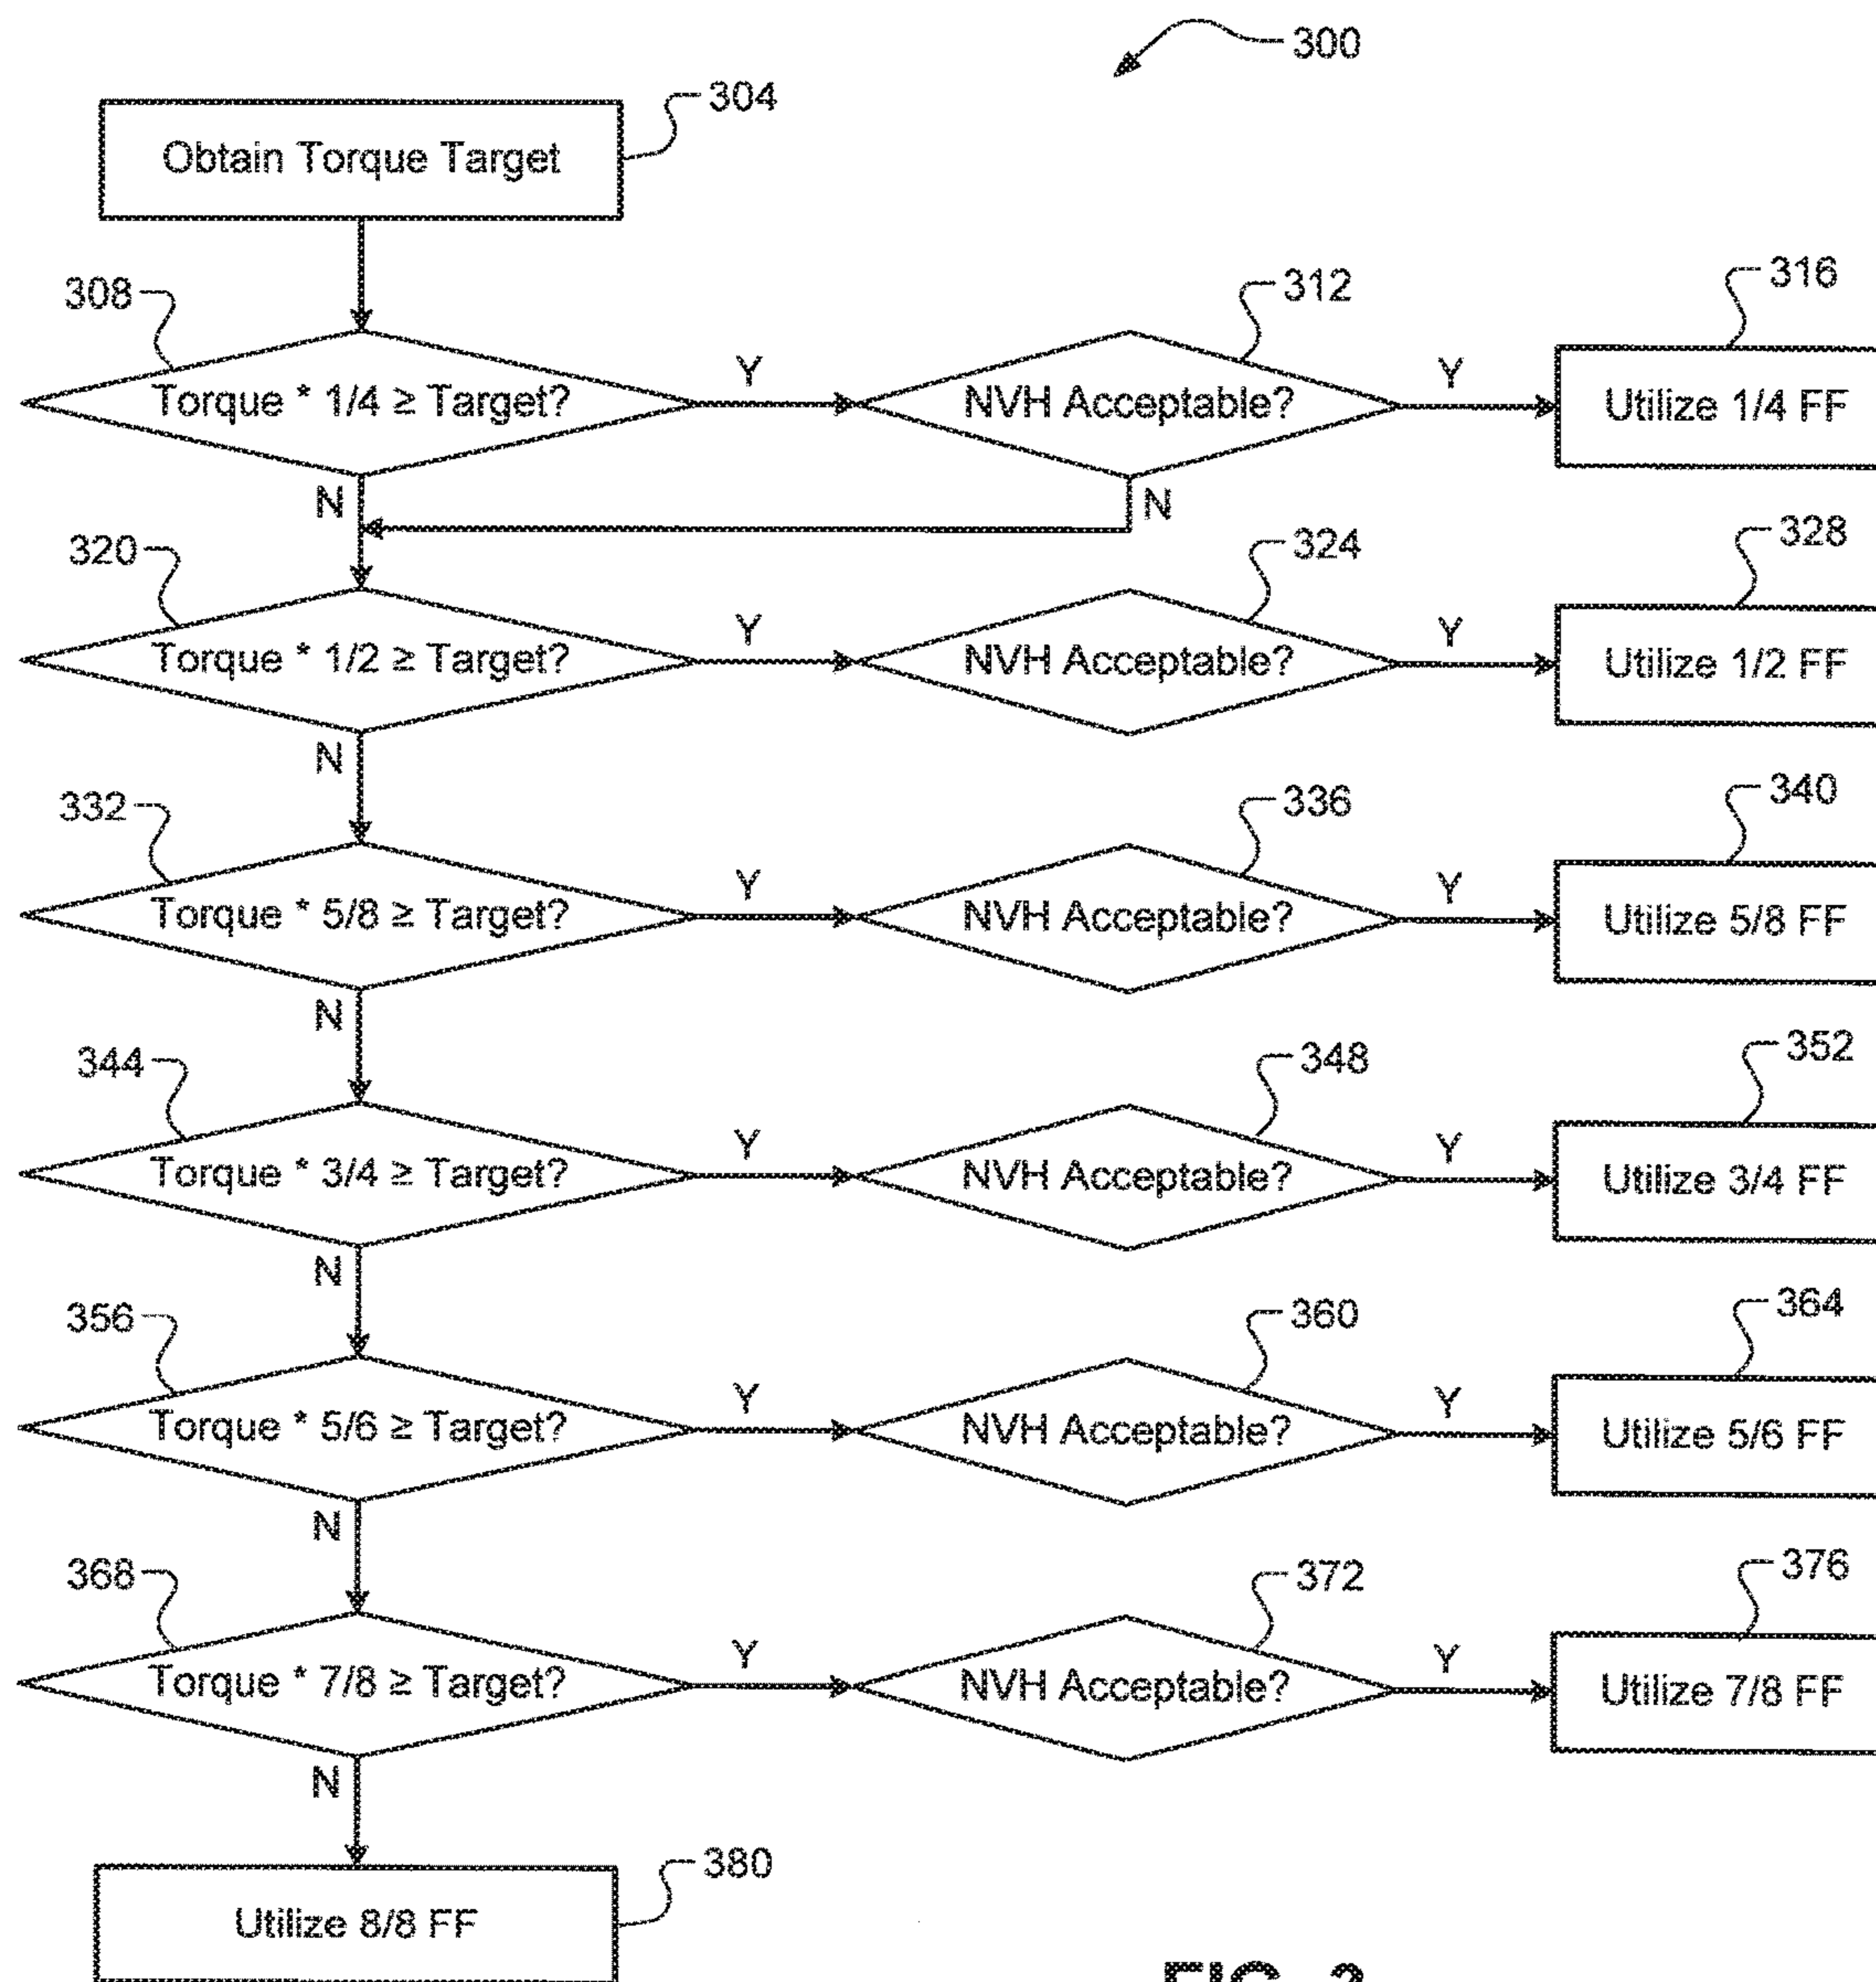 300
304
Obtain Torque Target
308
312
316
Torque * 1/4 ≥ Target?
Y
NVH Acceptable?
Y
Utilize 1/4 FF
N
N
320
324
328
Torque * 1/2 ≥ Target?
Y
NVH Acceptable?
Y
Utilize 1/2 FF
N
332
336
340
Torque * 5/8 ≥ Target?
Y
NVH Acceptable?
Y
Utilize 5/8 FF
N
344
348
352
Torque * 3/4 ≥ Target?
Y
NVH Acceptable?
Y
Utilize 3/4 FF
N
356
360
364
Torque * 5/6 ≥ Target?
Y
NVH Acceptable?
Y
Utilize 5/6 FF
N
368
372
376
Torque * 7/8 ≥ Target?
Y
NVH Acceptable?
Y
Utilize 7/8 FF
N
380
Utilize 8/8 FF
FIG.